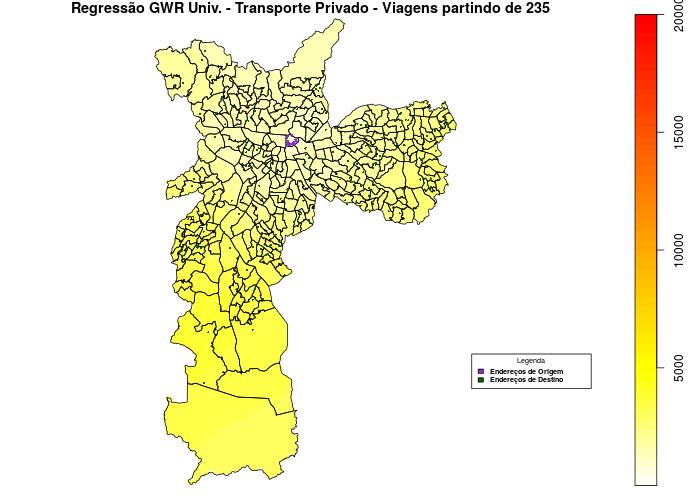 Regressão GWR Univ. - Transporte Privado - Viagens partindo de 235
20000
15000
10000
5000
Legenda
Endereços de Origem
Endereços de Destino